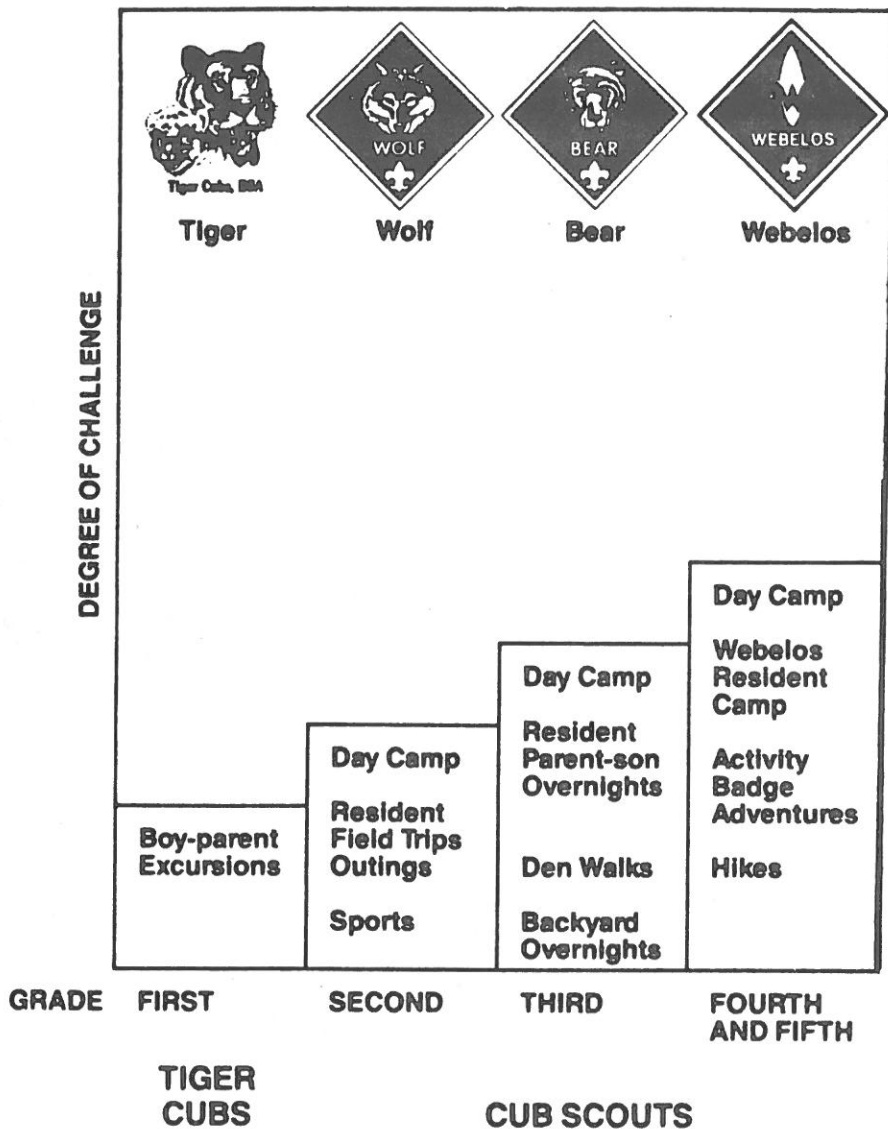 Tiger Cubs, BSA
WOLF
BEAR
WEBELOS
Tiger
Wolf
Bear
Webelos
DEGREE OF CHALLENGE
Boy-parent
Excursions
Day Camp
Resident
Field Trips
Outings
Sports
Day Camp
Resident
Parent-son
Overnights
Den Walks
Backyard
Overnights
Day Camp
Webelos
Resident
Camp
Activity
Badge
Adventures
Hikes
GRADE
FIRST
SECOND
THIRD
FOURTH
AND FIFTH
TIGER
CUBS
CUB SCOUTS